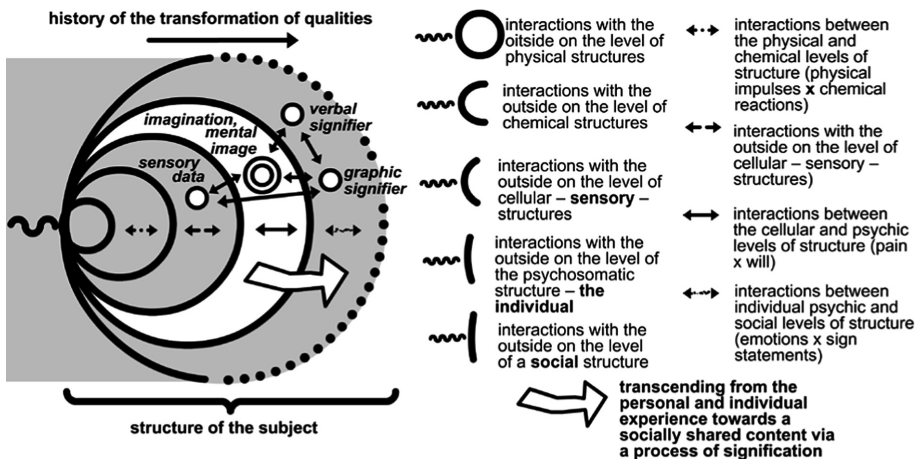 history of the transformation of qualities
imagination,
mental
image
verbal
signifier
sensory
data
graphic
signifier
structure of the subject
interactions with the
oitside on the level of
physical structures
interactions with the
outside on the level of
chemical structures
interactions with the
outside on the level of
cellular – sensory –
structures
interactions with the
outside on the level of
the psychosomatic
structure – the
individual
interactions with the
outside on the level
of a social structure
interactions between
the physical and
chemical levels of
structure (physical
impulses x chemical
reactions)
interactions with the
outside on the level of
cellular – sensory –
structures)
interactions between
the cellular and psychic
levels of structure (pain
x will)
interactions between
individual psychic and
social levels of structure
(emotions x sign
statements)
transcending from the
personal and individual
experience towards a
socially shared content via
a process of signification